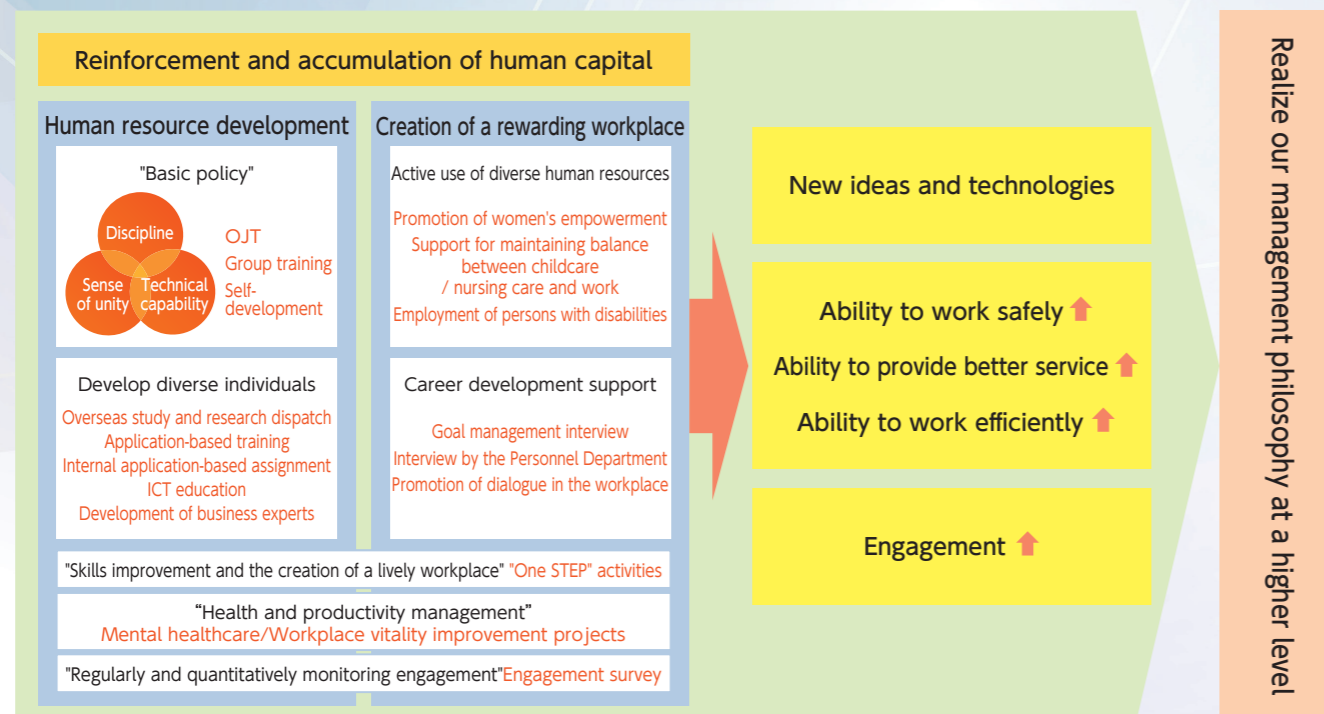 Reinforcement and accumulation of human capital
Human resource development
"Basic policy"
Discipline
Sense
of unity
Technical
capability
OJT
Group training
Self-
development
Develop diverse individuals
Overseas study and research dispatch
Application-based training
Internal application-based assignment
ICT education
Development of business experts
Creation of a rewarding workplace
Active use of diverse human resources
Promotion of women's empowerment
Support for maintaining balance
between childcare
/ nursing care and work
Employment of persons with disabilities
Career development support
Goal management interview
Interview by the Personnel Department
Promotion of dialogue in the workplace
"Skills improvement and the creation of a lively workplace" "One STEP" activities
“Health and productivity management”
Mental healthcare/Workplace vitality improvement projects
"Regularly and quantitatively monitoring engagement"Engagement survey
New ideas and technologies
Ability to work safely
Ability to provide better service
Ability to work efficiently
Engagement
Realize our management philosophy at a higher level